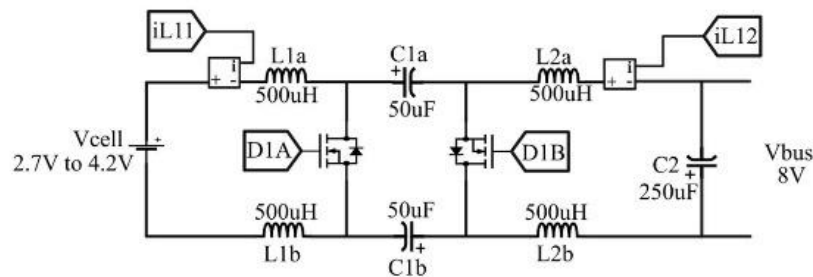 iL11
iL12
L1a
C1a
L2a
i
+ -
+
i
+ -
500uH
50uF
500uH
Vcell
2.7V to 4.2V
+
D1A
D1B
C2
250uF
+
Vbus
8V
500uH
50uF
500uH
L1b
+
C1b
L2b